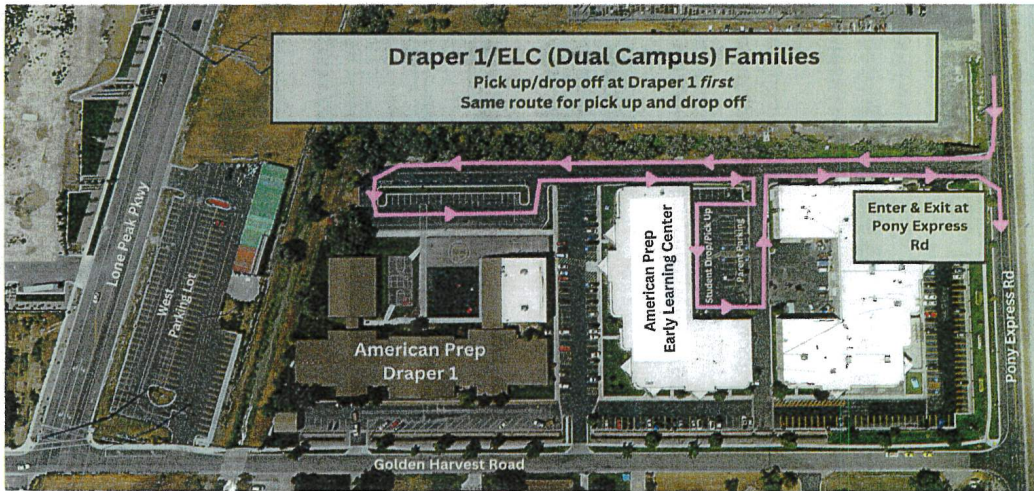 Draper 1/ELC (Dual Campus) Families
Pick up/drop off at Draper 1 first
Same route for pick up and drop off
Lone Peak Pkwy
West
Parking Lot
American Prep
Draper 1
American Prep
Early Learning Center
Student Drop/Pick Up
Parent Parking
Enter & Exit at
Pony Express
Rd
Pony Express Rd
Golden Harvest Road